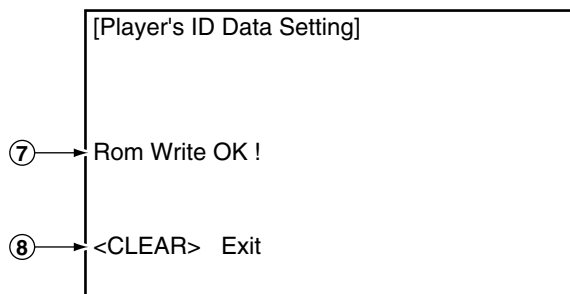 [Player's ID Data Setting]
7 Rom Write OK !
8 <CLEAR> Exit